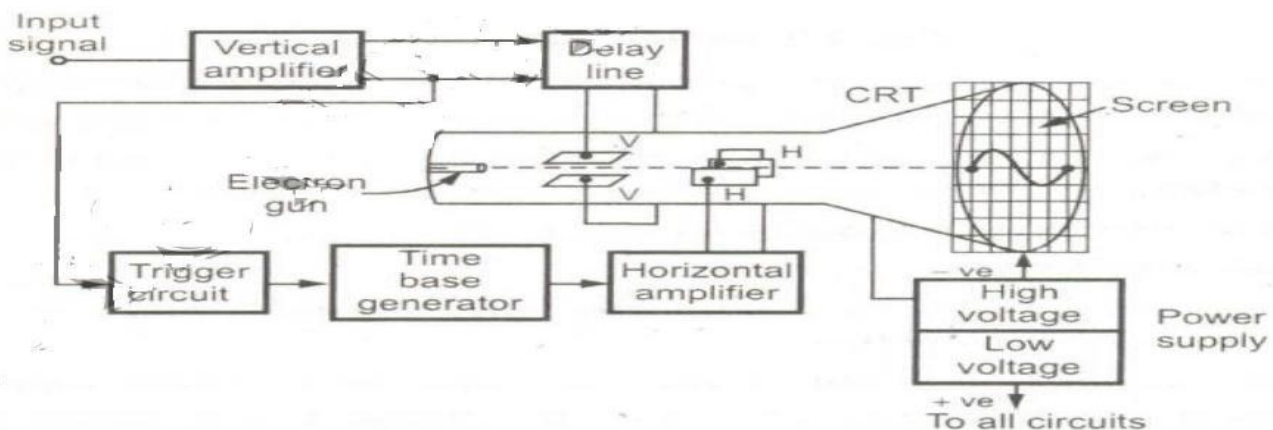 Input
signal
Vertical
amplifier
Delay
line
CRT
Screen
V
H
Electron
gun
V
H
Trigger
circuit
Time
base
generator
Horizontal
amplifier
– ve
High
voltage
Low
voltage
Power
supply
+ ve
To all circuits